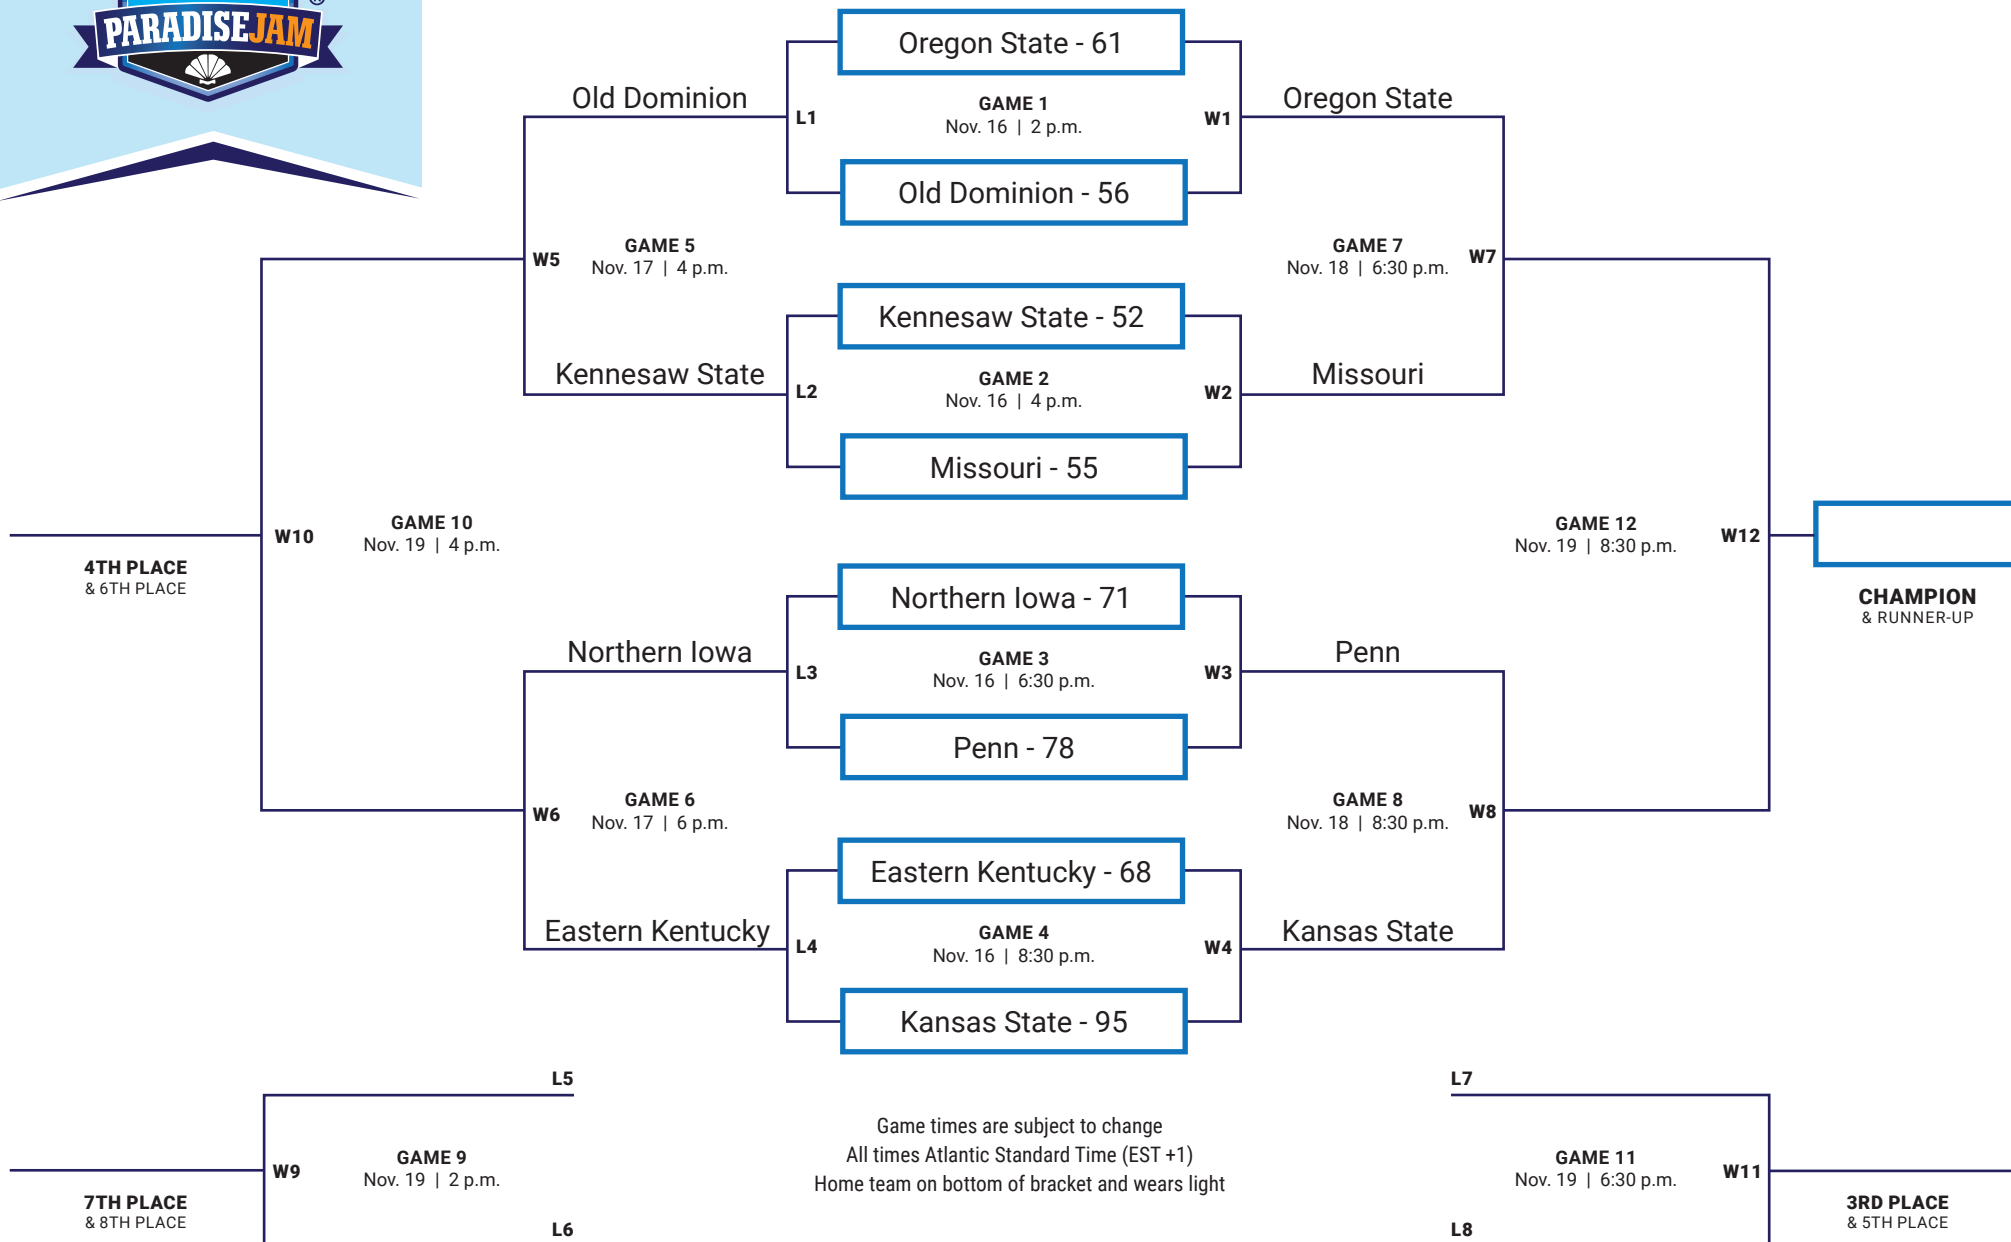 PARADISEJAM
®
Oregon State - 61
Old Dominion
GAME 1
Nov. 16 | 2 p.m.
L1
W1
Oregon State
Old Dominion - 56
W5
GAME 5
Nov. 17 | 4 p.m.
GAME 7
Nov. 18 | 6:30 p.m.
W7
Kennesaw State - 52
Kennesaw State
L2
GAME 2
Nov. 16 | 4 p.m.
W2
Missouri
Missouri - 55
W10
GAME 10
Nov. 19 | 4 p.m.
4TH PLACE
& 6TH PLACE
GAME 12
Nov. 19 | 8:30 p.m.
W12
CHAMPION
& RUNNER-UP
Northern Iowa - 71
Northern Iowa
L3
GAME 3
Nov. 16 | 6:30 p.m.
W3
Penn
Penn - 78
W6
GAME 6
Nov. 17 | 6 p.m.
GAME 8
Nov. 18 | 8:30 p.m.
W8
Eastern Kentucky - 68
Eastern Kentucky
L4
GAME 4
Nov. 16 | 8:30 p.m.
W4
Kansas State
Kansas State - 95
L5
W9
GAME 9
Nov. 19 | 2 p.m.
7TH PLACE
& 8TH PLACE
L6
Game times are subject to change
All times Atlantic Standard Time (EST +1)
Home team on bottom of bracket and wears light
L7
GAME 11
Nov. 19 | 6:30 p.m.
W11
3RD PLACE
& 5TH PLACE
L8